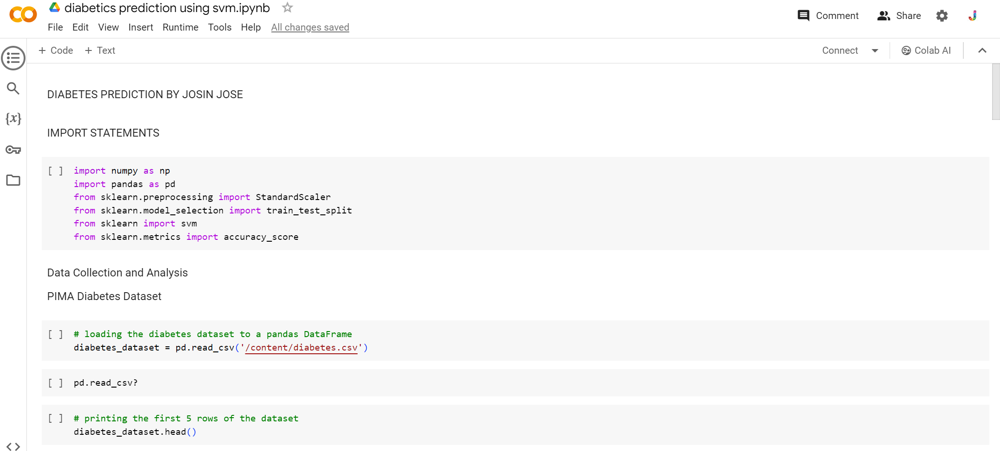 diabetics prediction using svm.ipynb
File Edit View Insert Runtime Tools Help All changes saved
Comment Share
+ Code + Text
Connect Colab AI
{x}
DIABETES PREDICTION BY JOSIN JOSE
IMPORT STATEMENTS
[ ] import numpy as np
import pandas as pd
from sklearn.preprocessing import StandardScaler
from sklearn.model_selection import train_test_split
from sklearn import svm
from sklearn.metrics import accuracy_score
Data Collection and Analysis
PIMA Diabetes Dataset
[ ] # loading the diabetes dataset to a pandas DataFrame
diabetes_dataset = pd.read_csv('/content/diabetes.csv')
[ ] pd.read_csv?
[ ] # printing the first 5 rows of the dataset
diabetes_dataset.head()